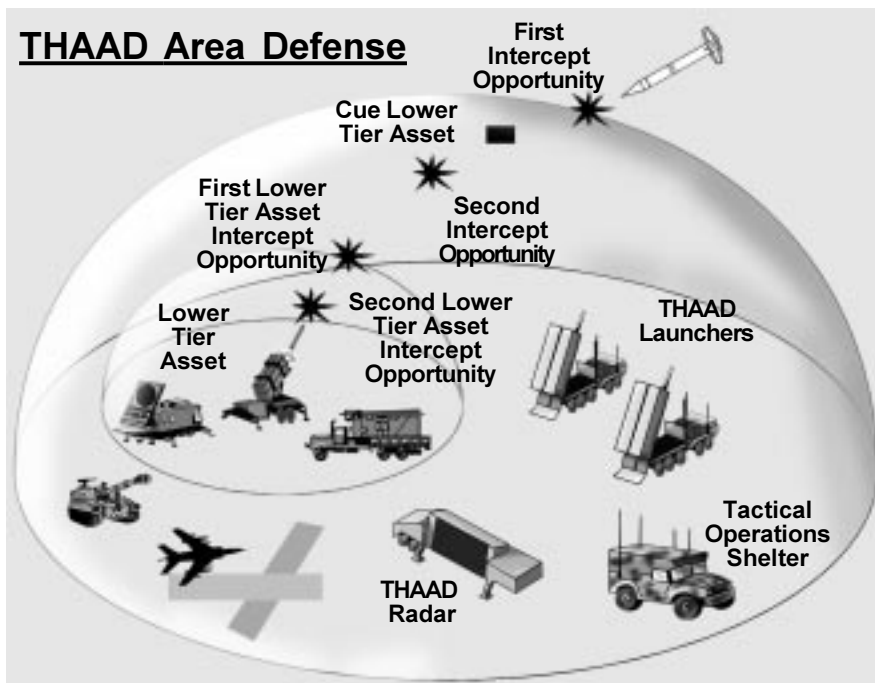 THAAD Area Defense
First
Intercept
Opportunity
Cue Lower
Tier Asset
First Lower
Tier Asset
Intercept
Opportunity
Second
Intercept
Opportunity
Lower
Tier
Asset
Second Lower
Tier Asset
Intercept
Opportunity
THAAD
Launchers
THAAD
Radar
Tactical
Operations
Shelter